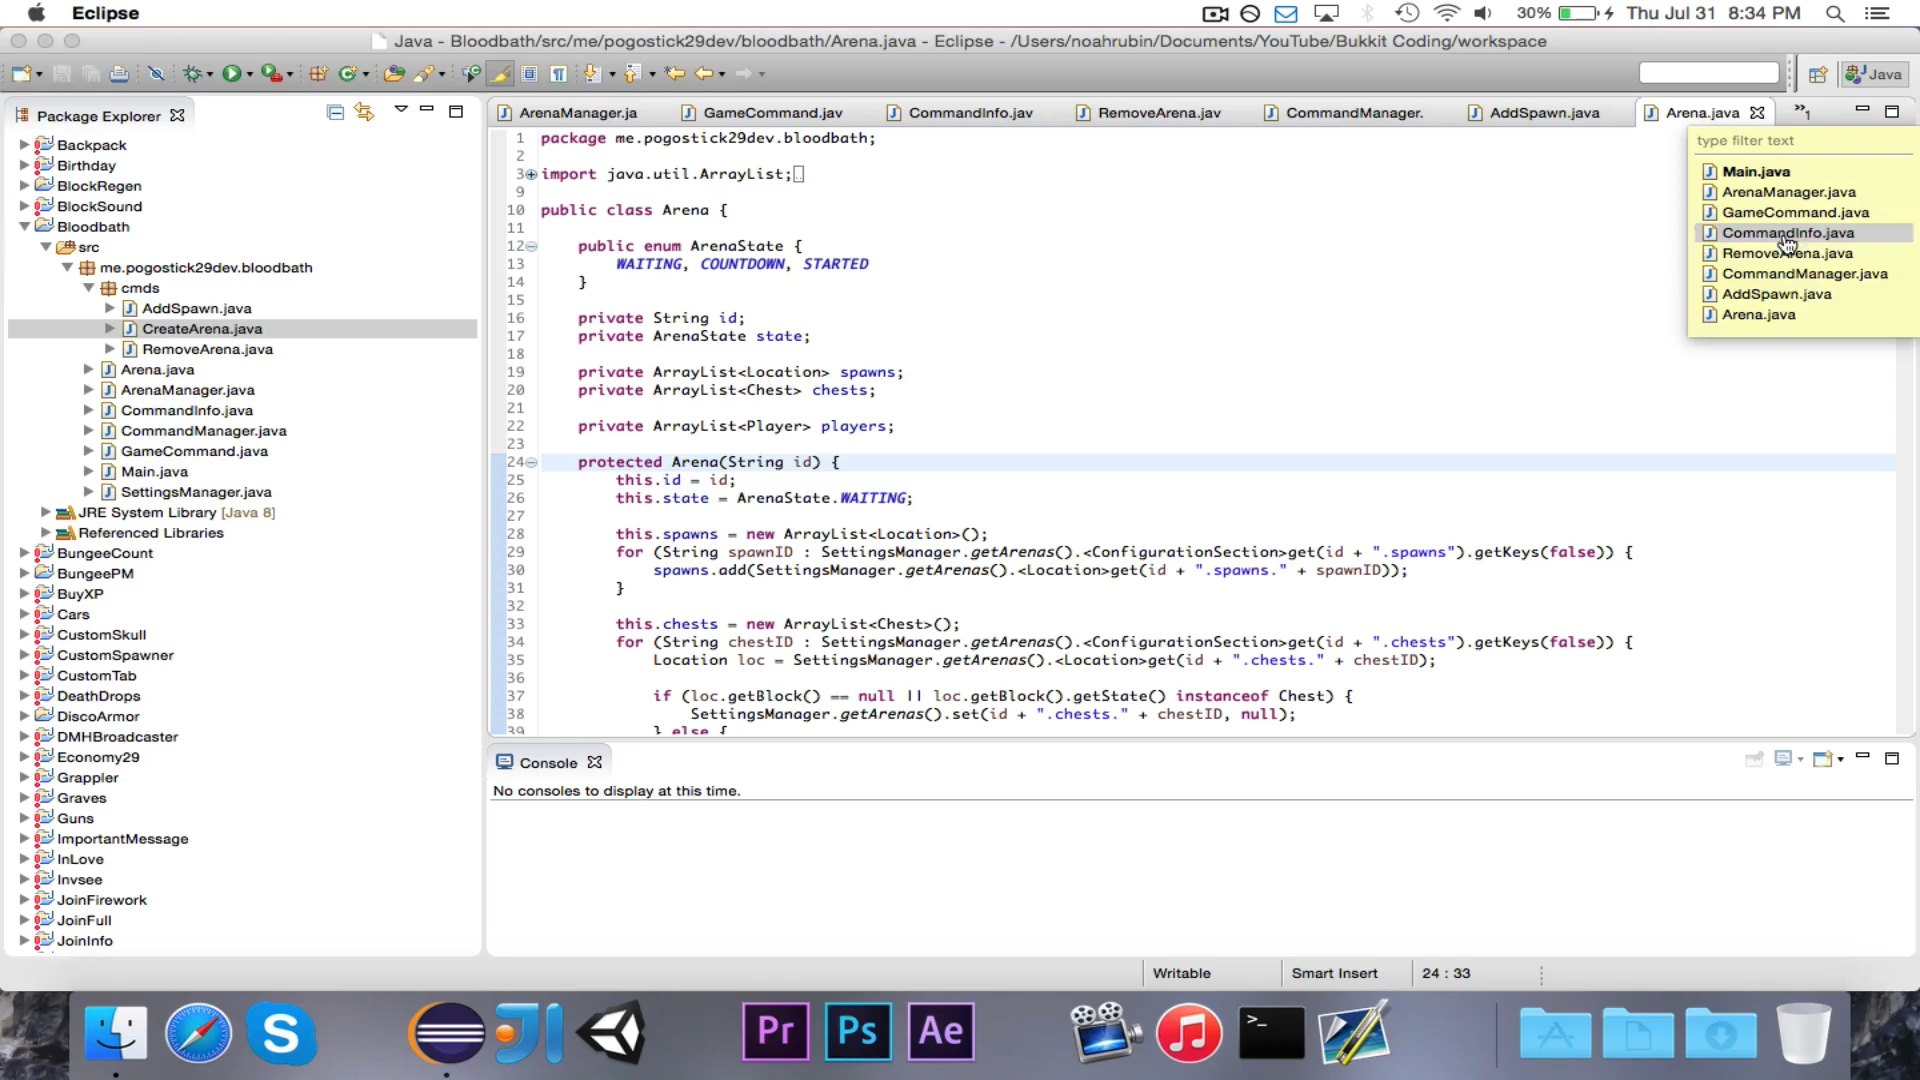 Eclipse
30%
Thu Jul 31 8:34 PM
Java - Bloodbath/src/me/pogostick29dev/bloodbath/Arena.java - Eclipse - /Users/noahrubin/Documents/YouTube/Bukkit Coding/workspace
Java
Package Explorer
Backpack
Birthday
BlockRegen
BlockSound
Bloodbath
src
me.pogostick29dev.bloodbath
cmds
AddSpawn.java
CreateArena.java
RemoveArena.java
Arena.java
ArenaManager.java
CommandInfo.java
CommandManager.java
GameCommand.java
Main.java
SettingsManager.java
JRE System Library [Java 8]
Referenced Libraries
BungeeCount
BungeePM
BuyXP
Cars
CustomSkull
CustomSpawner
CustomTab
DeathDrops
DiscoArmor
DMHBroadcaster
Economy29
Grappler
Graves
Guns
ImportantMessage
InLove
Invsee
JoinFirework
JoinFull
JoinInfo
ArenaManager.ja
GameCommand.jav
CommandInfo.jav
RemoveArena.jav
CommandManager.
AddSpawn.java
Arena.java
»1
type filter text
Main.java
ArenaManager.java
GameCommand.java
CommandInfo.java
RemoveArena.java
CommandManager.java
AddSpawn.java
Arena.java
1 package me.pogostick29dev.bloodbath;
2
3 import java.util.ArrayList;
9
10 public class Arena {
11
12 public enum ArenaState {
13 WAITING, COUNTDOWN, STARTED
14 }
15
16 private String id;
17 private ArenaState state;
18
19 private ArrayList<Location> spawns;
20 private ArrayList<Chest> chests;
21
22 private ArrayList<Player> players;
23
24 protected Arena(String id) {
25 this.id = id;
26 this.state = ArenaState.WAITING;
27
28 this.spawns = new ArrayList<Location>();
29 for (String spawnID : SettingsManager.getArenas().<ConfigurationSection>get(id + ".spawns").getKeys(false)) {
30 spawns.add(SettingsManager.getArenas().<Location>get(id + ".spawns." + spawnID));
31 }
32
33 this.chests = new ArrayList<Chest>();
34 for (String chestID : SettingsManager.getArenas().<ConfigurationSection>get(id + ".chests").getKeys(false)) {
35 Location loc = SettingsManager.getArenas().<Location>get(id + ".chests." + chestID);
36
37 if (loc.getBlock() == null || loc.getBlock().getState() instanceof Chest) {
38 SettingsManager.getArenas().set(id + ".chests." + chestID, null);
39 } else {
Console
No consoles to display at this time.
Writable
Smart Insert
24 : 33
S
Pr
Ps
Ae
>_